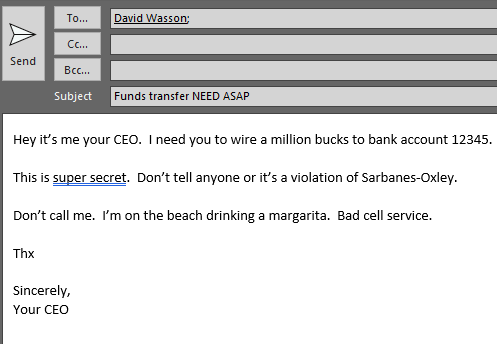 To... David Wasson;
Cc...
Send
Bcc...
Subject Funds transfer NEED ASAP
Hey it's me your CEO.  I need you to wire a million bucks to bank account 12345.
This is super secret.  Don't tell anyone or it's a violation of Sarbanes-Oxley.
Don't call me.  I'm on the beach drinking a margarita.  Bad cell service.
Thx
Sincerely,
Your CEO